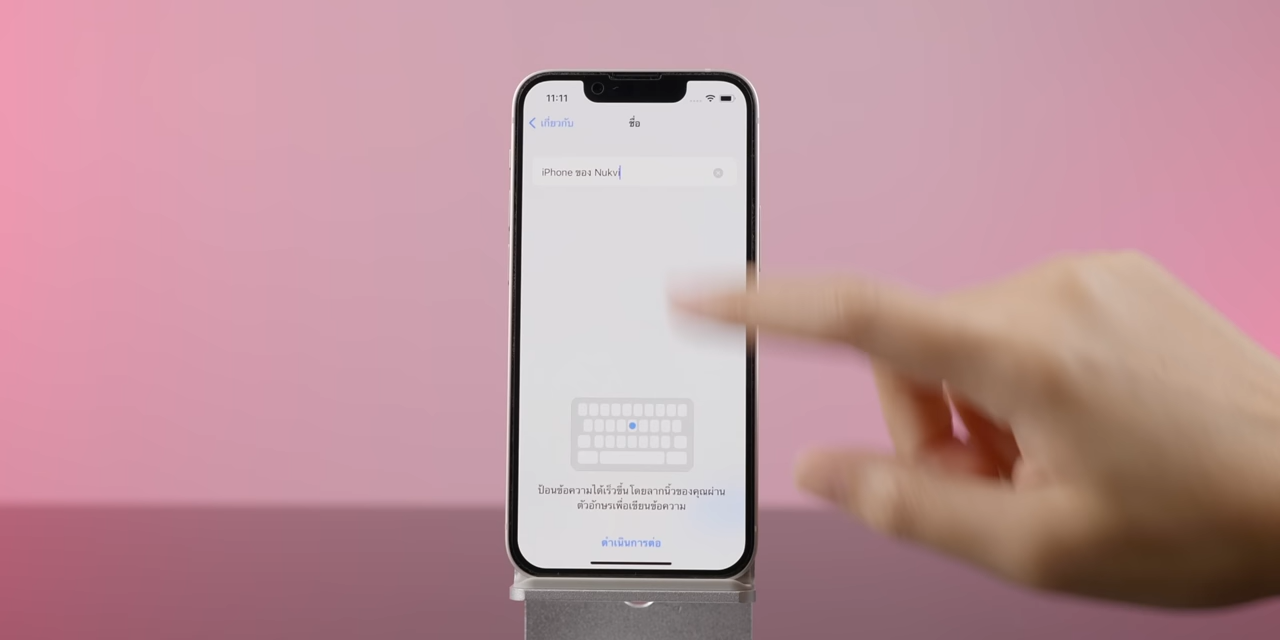 11:11
เกี่ยวกับ
ชื่อ
iPhone ของ Nukvi
ป้อนข้อความได้เร็วขึ้นโดยลากนิ้วของคุณผ่าน
ตัวอักษรเพื่อเขียนข้อความ
ดำเนินการต่อ